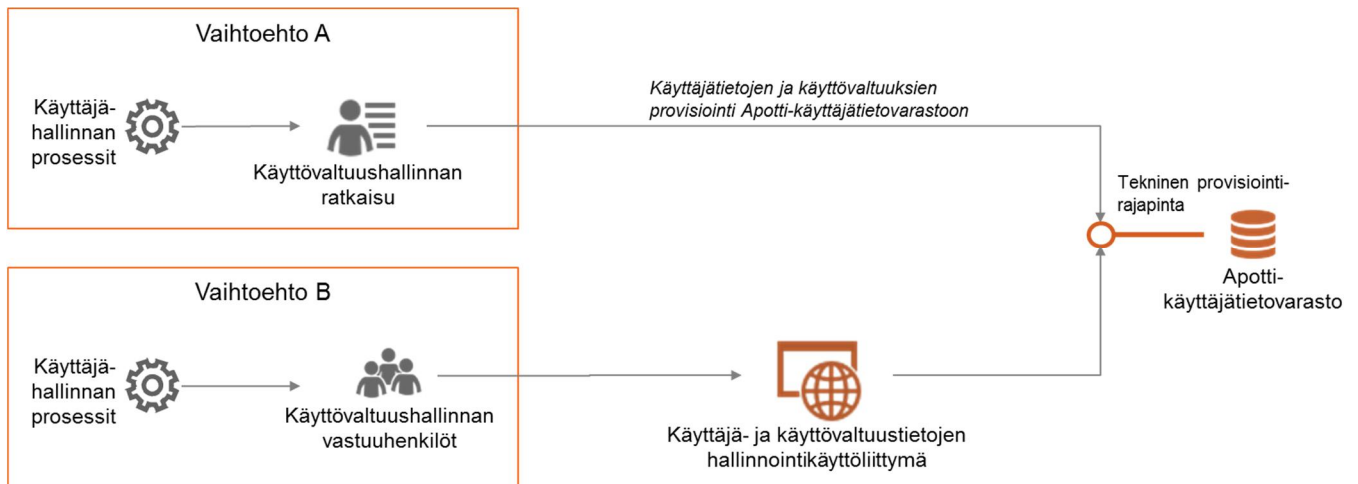 Vaihtoehto A
Käyttäjä-
hallinnan
prosessit
Käyttövaltuushallinnan
ratkaisu
Käyttäjätietojen ja käyttövaltuuksien
provisiointi Apotti-käyttäjätietovarastoon
Tekninen provisiointi-
rajapinta
Apotti-
käyttäjätietovarasto
Vaihtoehto B
Käyttäjä-
hallinnan
prosessit
Käyttövaltuushallinnan
vastuuhenkilöt
Käyttäjä- ja käyttövaltuustietojen
hallinnointikäyttöliittymä